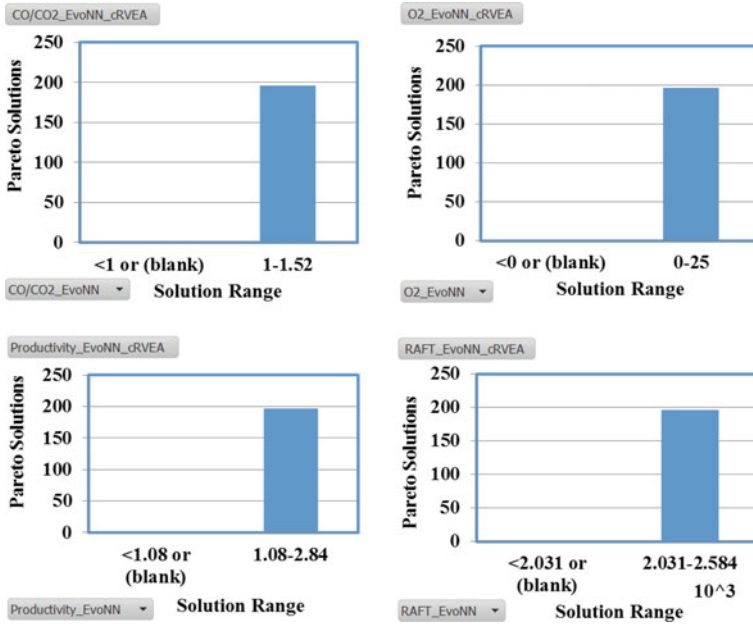 CO/CO2_EvoNN_cRVEA
250
200
150
100
50
0
Pareto Solutions
<1 or (blank)
1-1.52
CO/CO2_EvoNN
Solution Range
O2_EvoNN_cRVEA
250
200
150
100
50
0
Pareto Solutions
<0 or (blank)
0-25
O2_EvoNN
Solution Range
Productivity_EvoNN_cRVEA
250
200
150
100
50
0
Pareto Solutions
<1.08 or
(blank)
1.08-2.84
Productivity_EvoNN
Solution Range
RAFT_EvoNN_cRVEA
250
200
150
100
50
0
Pareto Solutions
<2.031 or
(blank)
2.031-2.584
10^3
RAFT_EvoNN
Solution Range